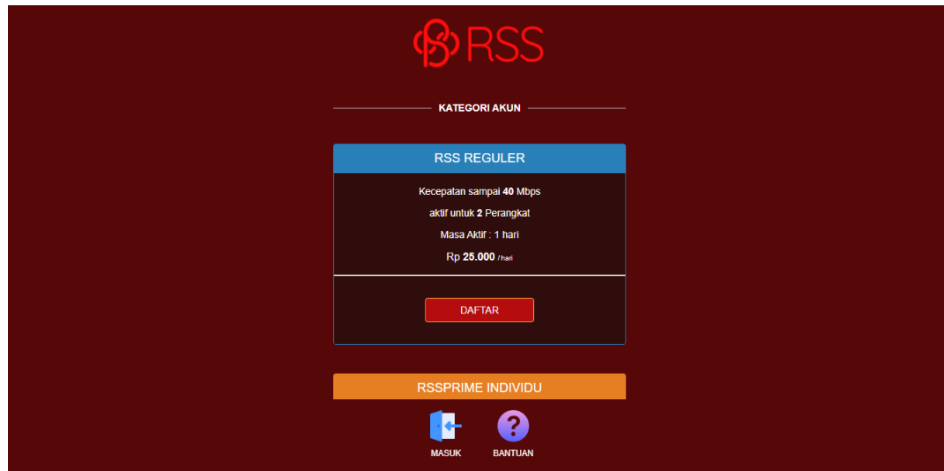 RSS
KATEGORI AKUN
RSS REGULER
Kecepatan sampai 40 Mbps
aktif untuk 2 Perangkat
Masa Aktif : 1 hari
Rp 25.000 /hari
DAFTAR
RSSPRIME INDIVIDU
MASUK BANTUAN